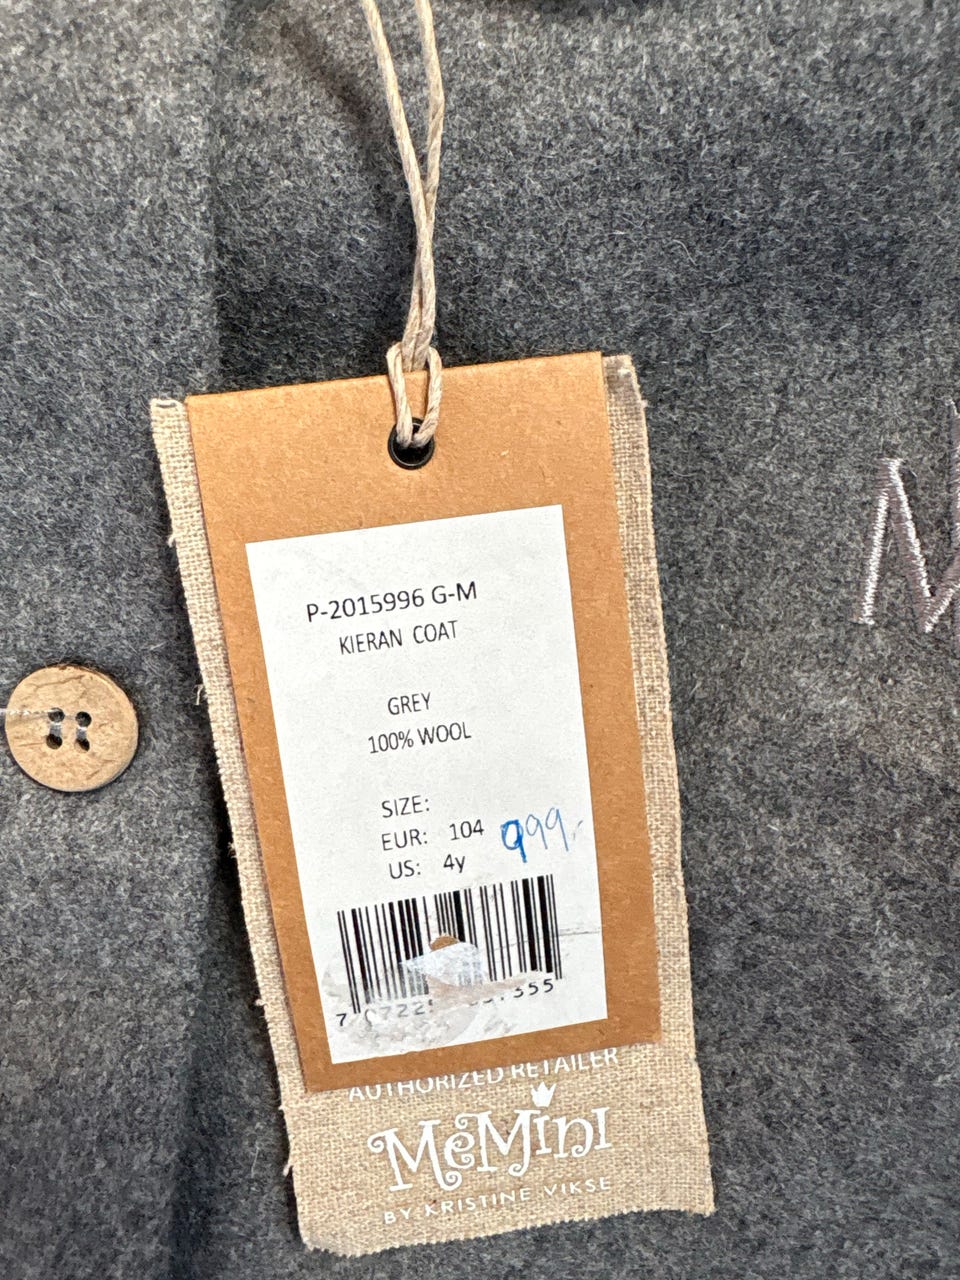 P-2015996 G-M
KIERAN COAT
GREY
100% WOOL
SIZE:
EUR: 104
999,-
US: 4y
AUTHORIZED RETAILER
MeMini
BY KRISTINE VIKSE